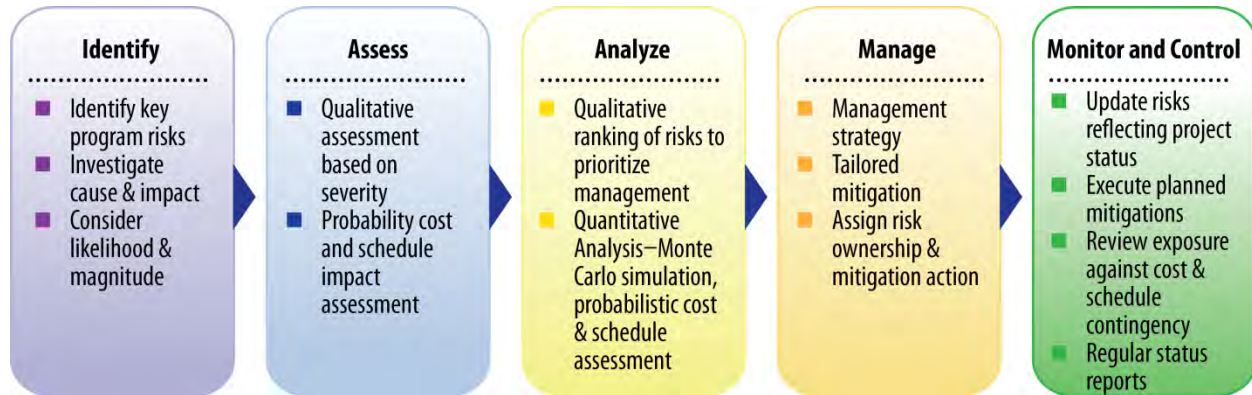 Identify
Identify key
program risks
Investigate
cause & impact
Consider
likelihood &
magnitude
Assess
Qualitative
assessment
based on
severity
Probability cost
and schedule
impact
assessment
Analyze
Qualitative
ranking of risks to
prioritize
management
Quantitative
Analysis–Monte
Carlo simulation,
probabilistic cost
& schedule
assessment
Manage
Management
strategy
Tailored
mitigation
Assign risk
ownership &
mitigation action
Monitor and Control
Update risks
reflecting project
status
Execute planned
mitigations
Review exposure
against cost &
schedule
contingency
Regular status
reports